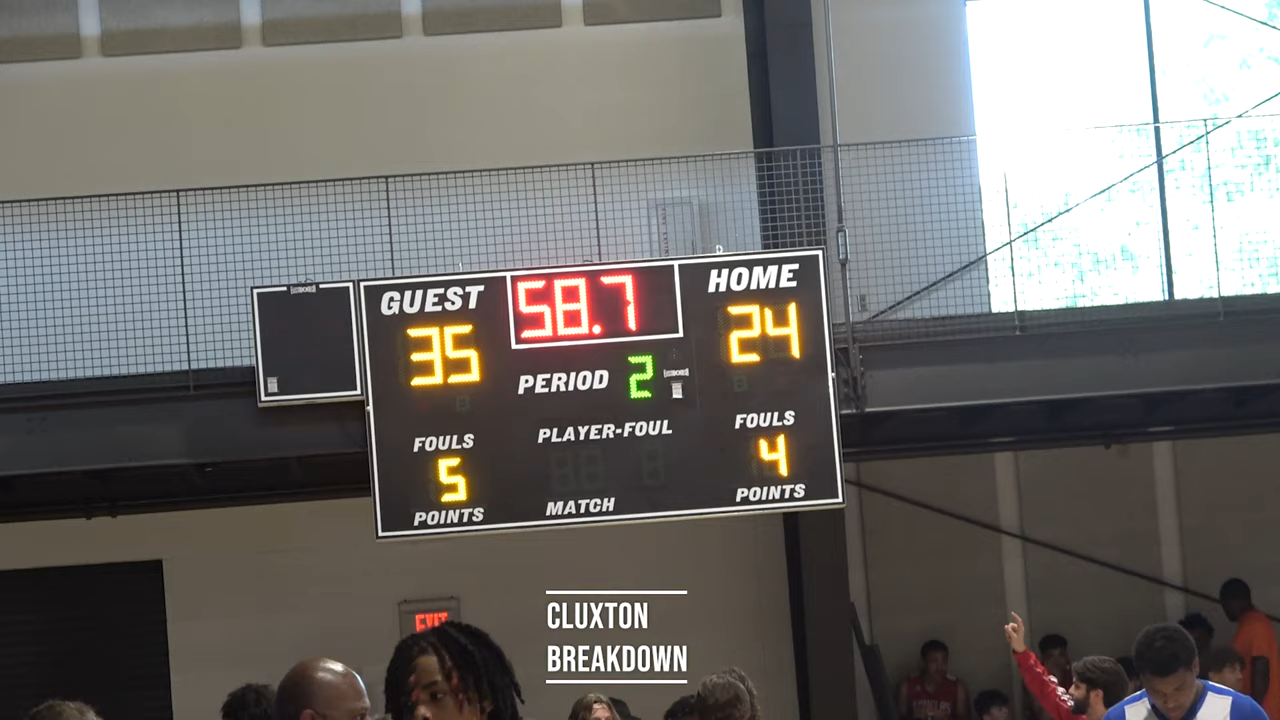 GUEST
58.7
HOME
35
24
PERIOD 2
FOULS
PLAYER-FOUL
FOULS
5
4
POINTS
MATCH
POINTS
EXIT
CLUXTON
BREAKDOWN